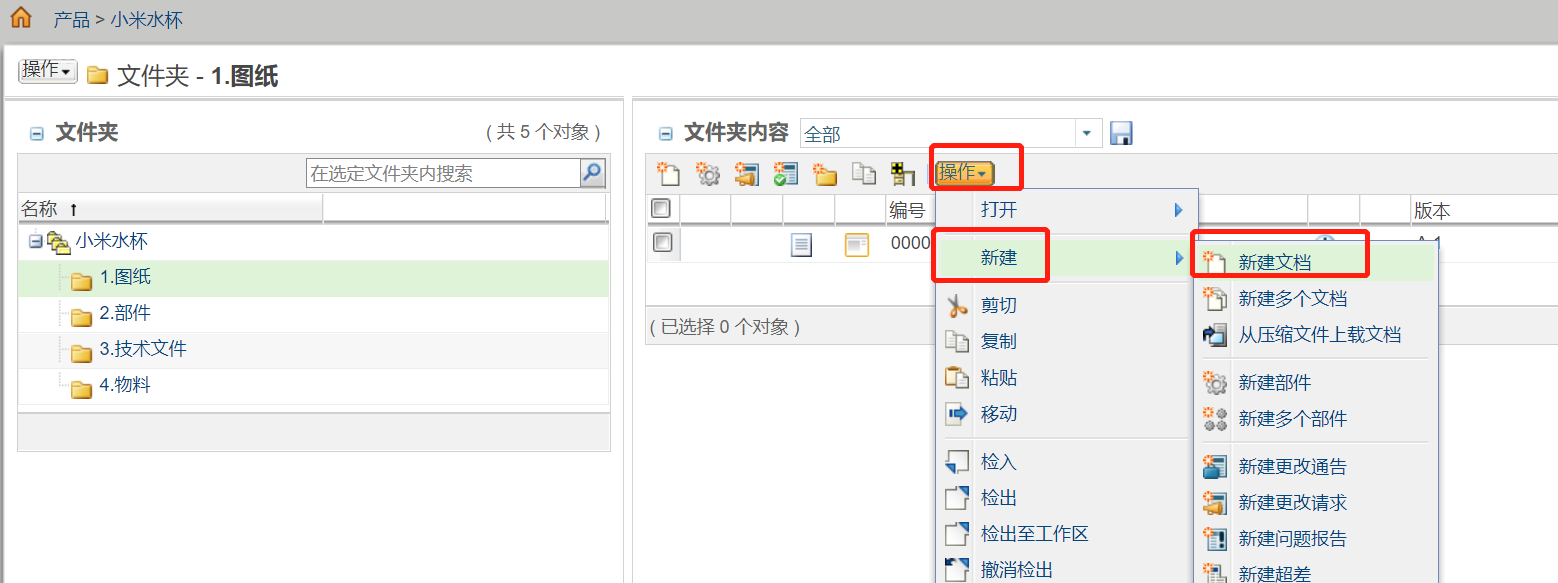 产品 > 小米水杯
操作
文件夹 - 1.图纸
文件夹
( 共 5 个对象 )
在选定文件夹内搜索
名称 ↑
小米水杯
1.图纸
2.部件
3.技术文件
4.物料
文件夹内容
全部
操作
编号
版本
0000
( 已选择 0 个对象 )
打开
新建
剪切
复制
粘贴
移动
检入
检出
检出至工作区
撤消检出
新建文档
新建多个文档
从压缩文件上载文档
新建部件
新建多个部件
新建更改通告
新建更改请求
新建问题报告
新建超差